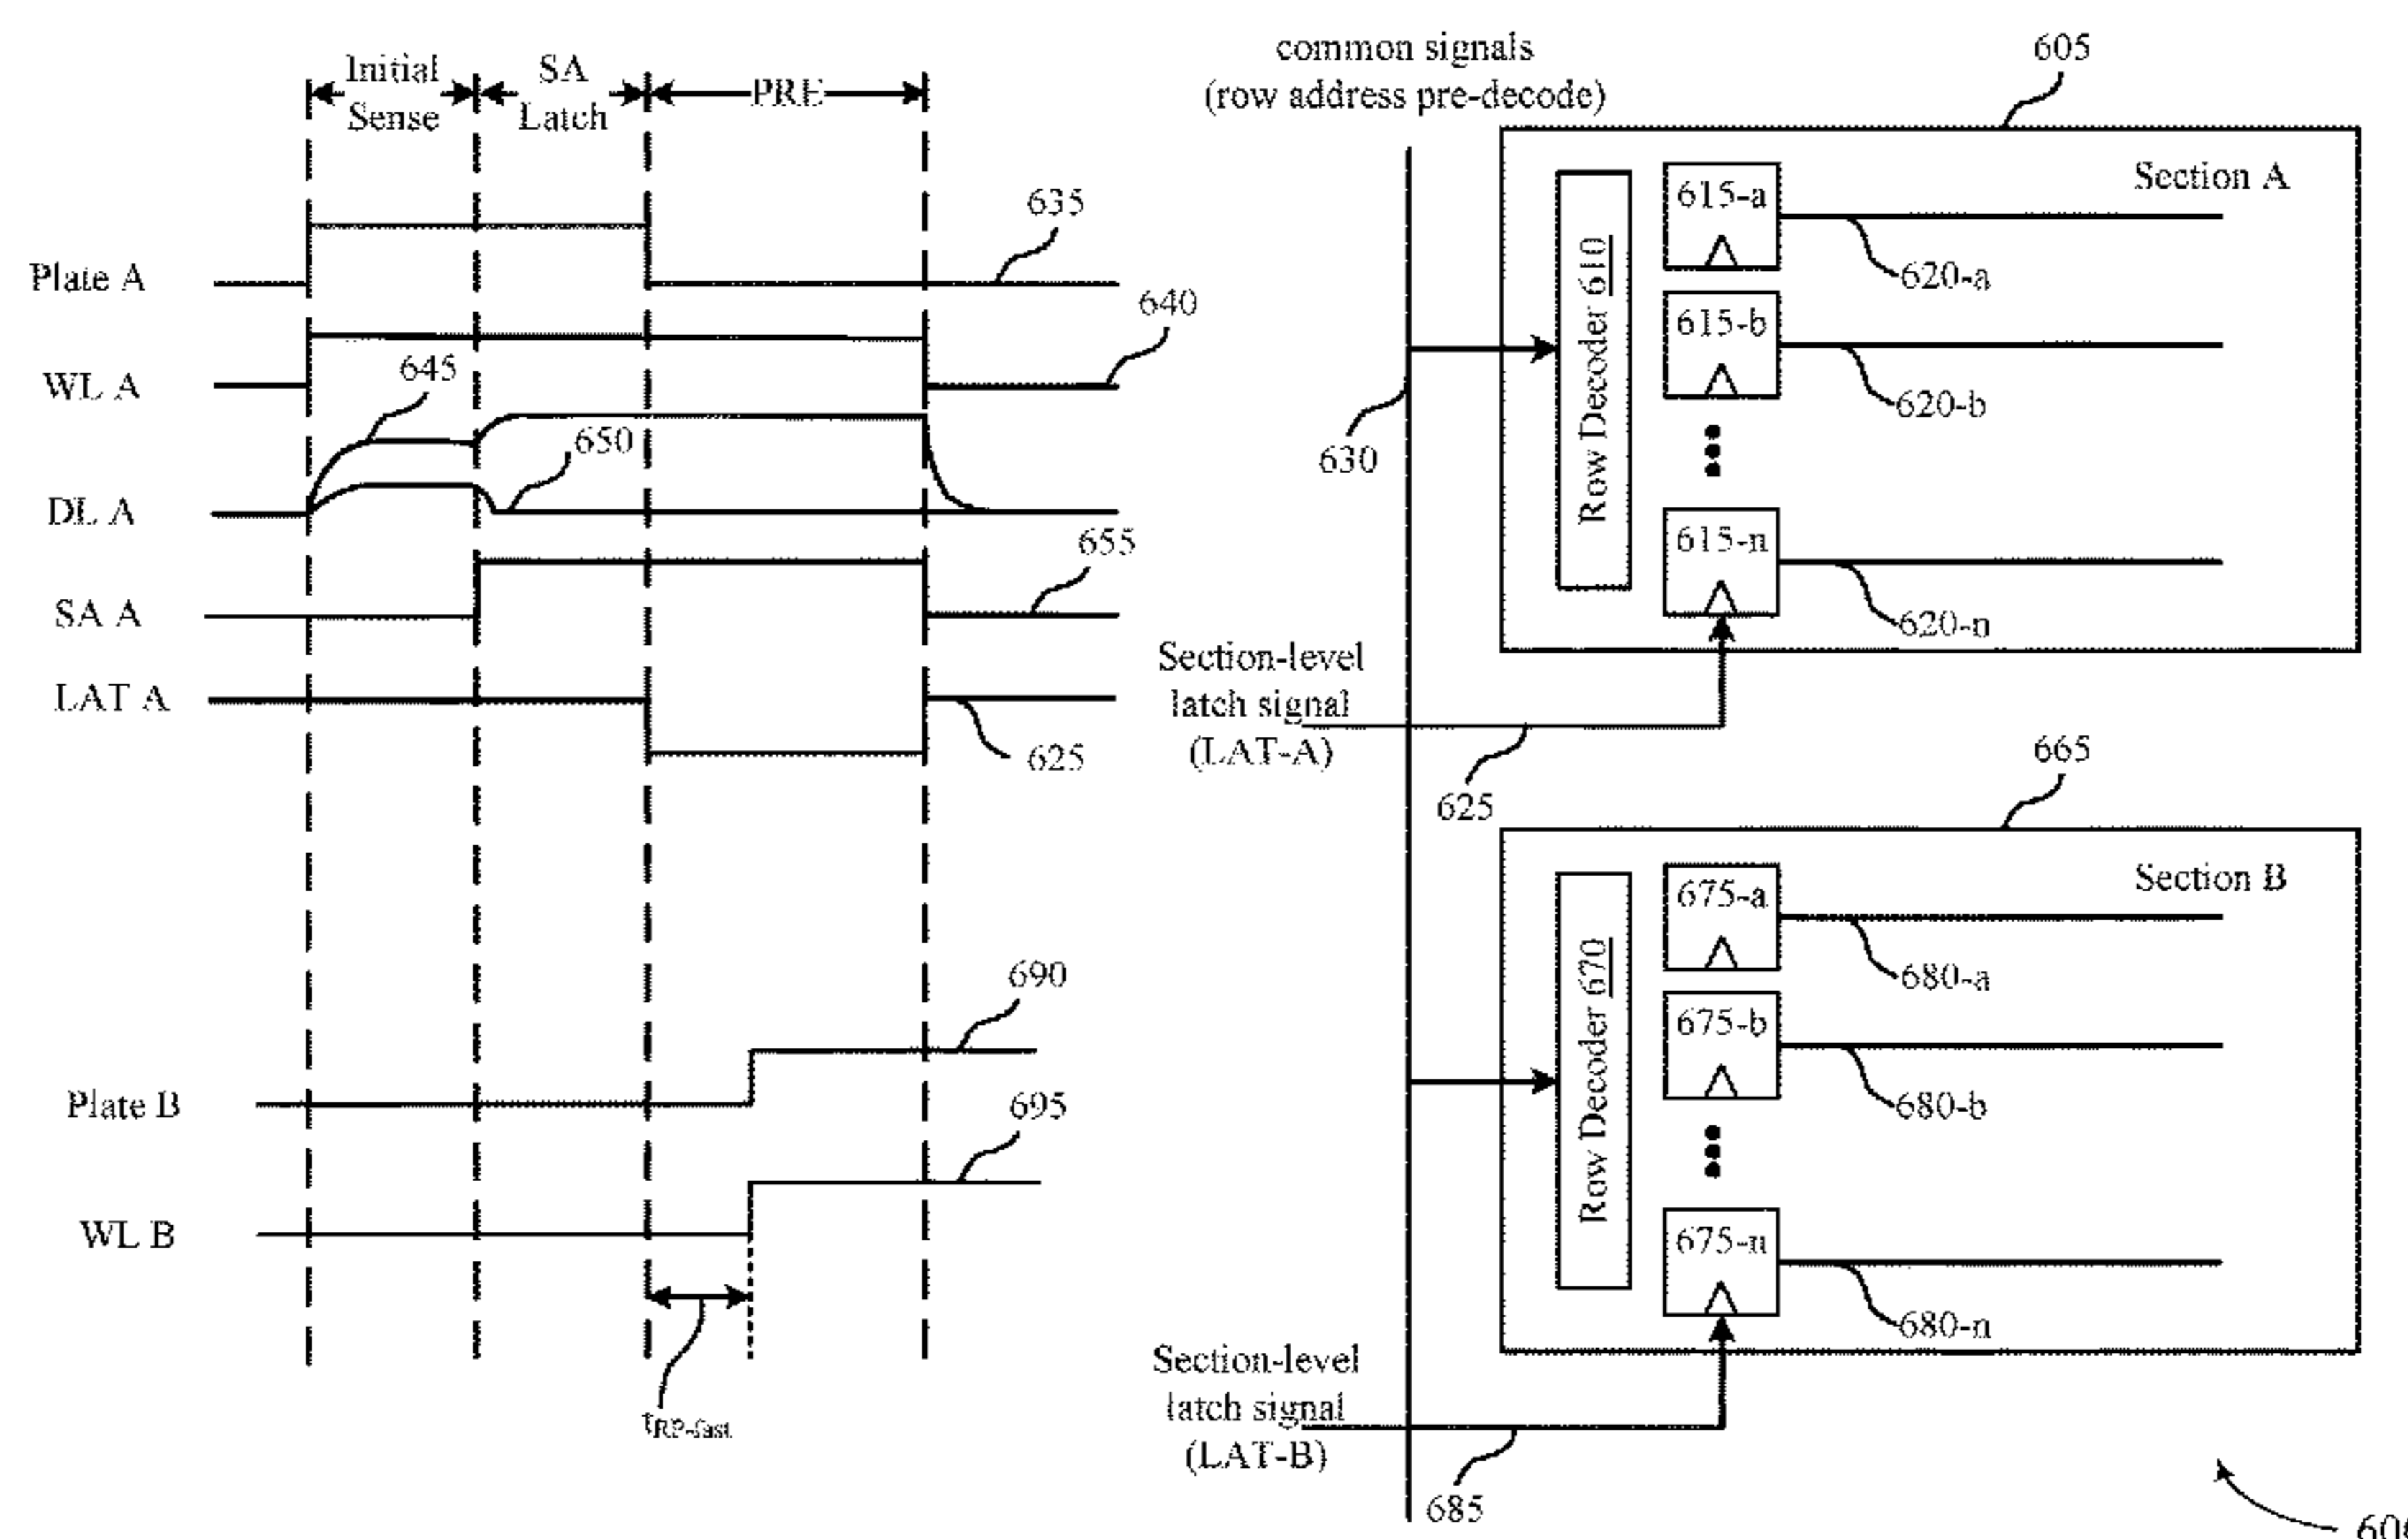 Initial
Sense
SA
Latch
PRE
Plate A
635
WL A
640
645
DL A
650
SA A
655
LAT A
625
Plate B
690
WL B
695
tRP-fast
common signals
(row address pre-decode)
605
630
Section A
Row Decoder 610
615-a
620-a
615-b
620-b
615-n
620-n
Section-level
latch signal
(LAT-A)
625
665
Section B
Row Decoder 670
675-a
680-a
675-b
680-b
675-n
680-n
Section-level
latch signal
(LAT-B)
685